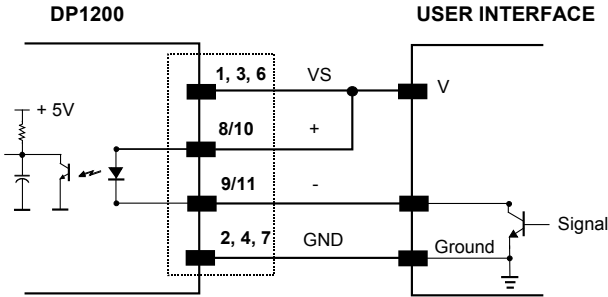 DP1200
USER INTERFACE
1, 3, 6
VS
V
+ 5V
8/10
+
9/11
-
Signal
2, 4, 7
GND
Ground